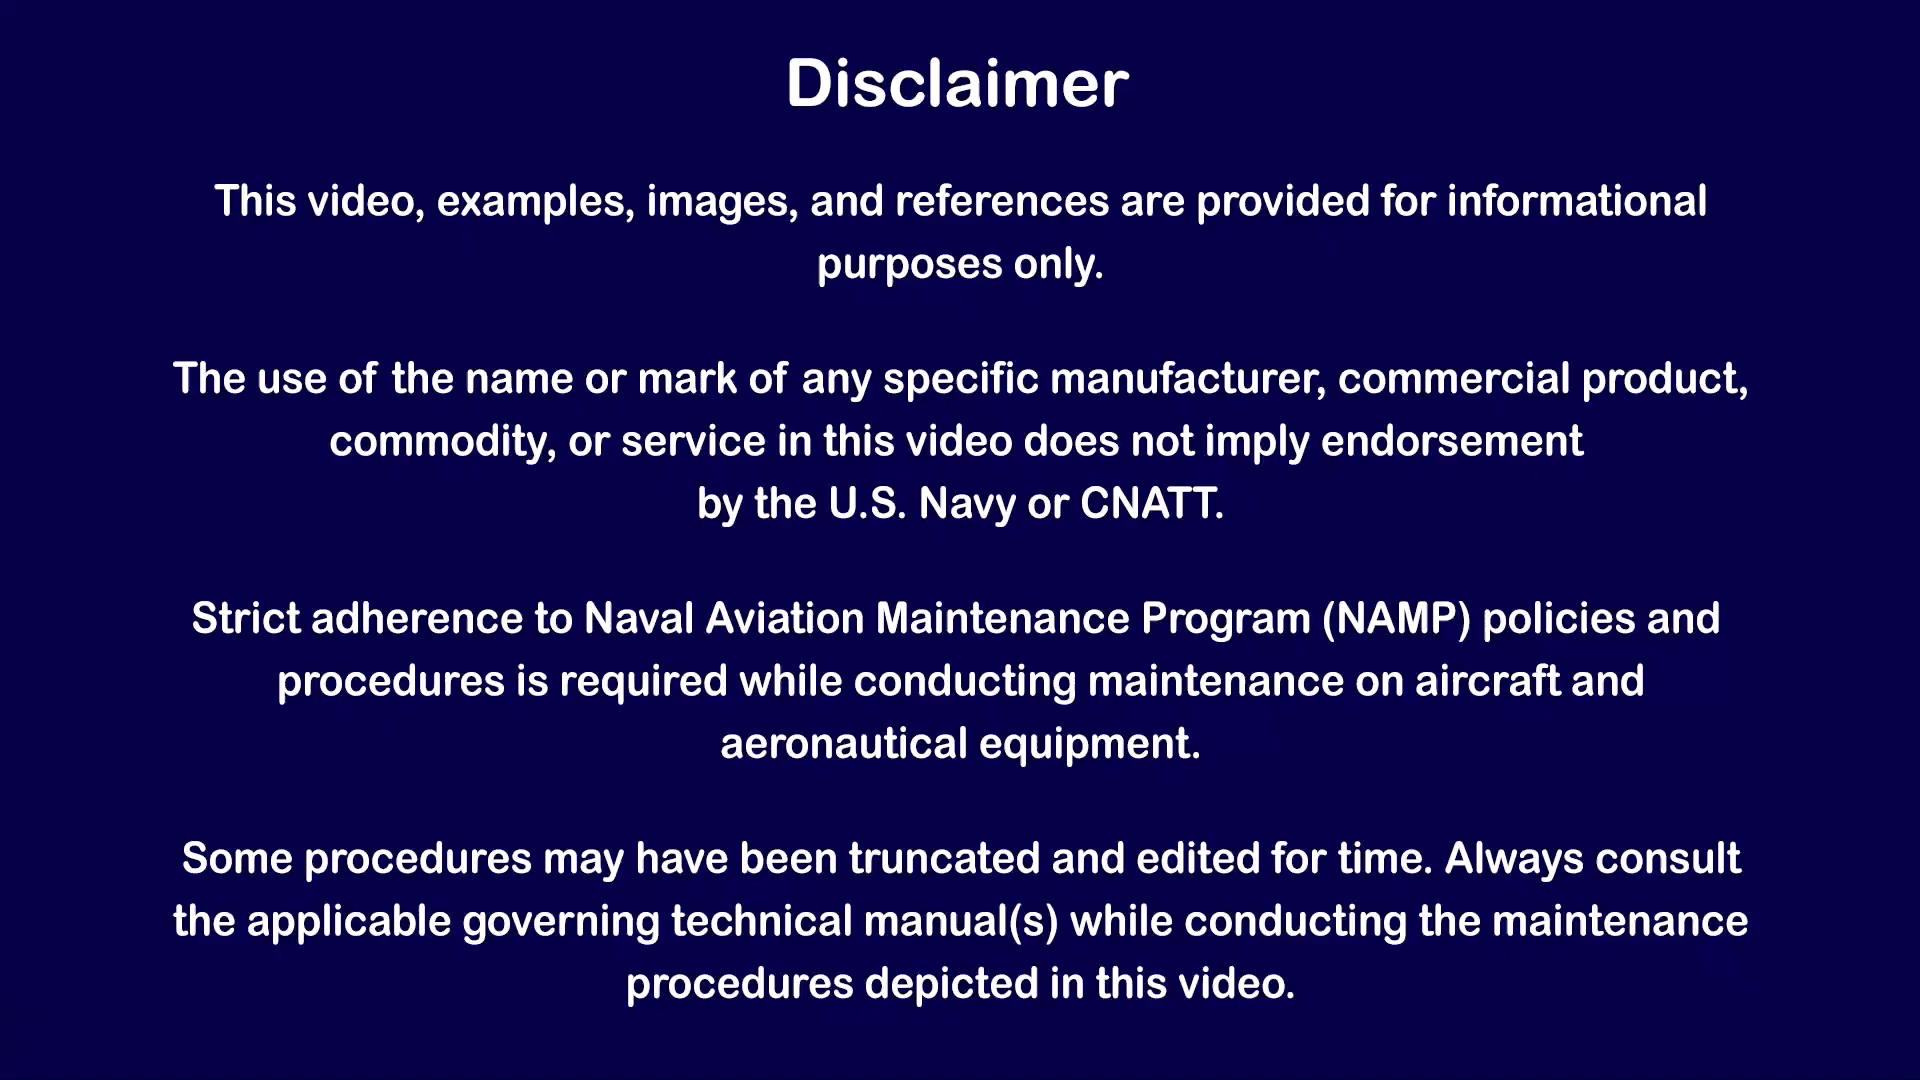 Disclaimer
This video, examples, images, and references are provided for informational
purposes only.
The use of the name or mark of any specific manufacturer, commercial product,
commodity, or service in this video does not imply endorsement
by the U.S. Navy or CNATT.
Strict adherence to Naval Aviation Maintenance Program (NAMP) policies and
procedures is required while conducting maintenance on aircraft and
aeronautical equipment.
Some procedures may have been truncated and edited for time. Always consult
the applicable governing technical manual(s) while conducting the maintenance
procedures depicted in this video.